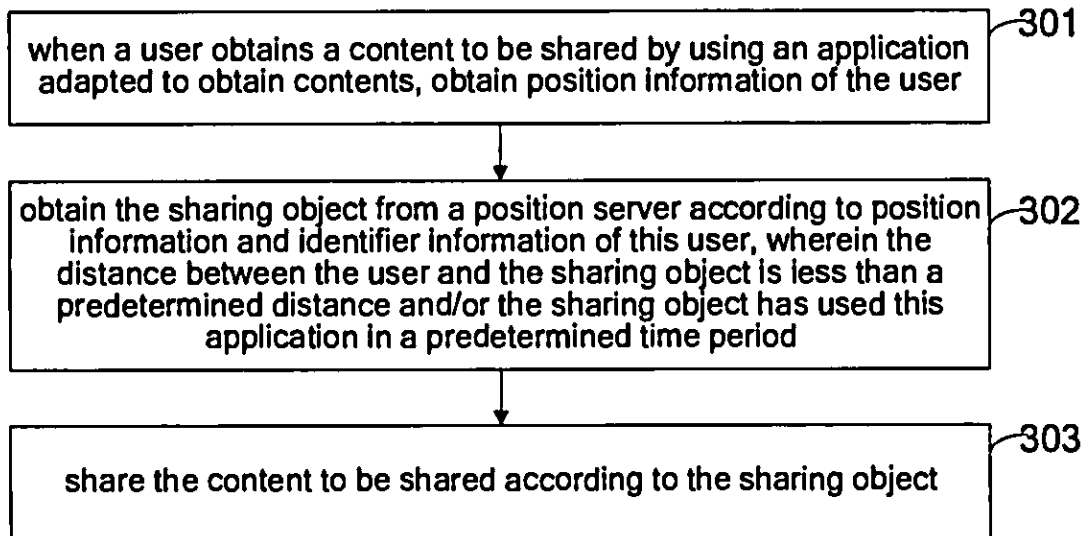 301
when a user obtains a content to be shared by using an application
adapted to obtain contents, obtain position information of the user
302
obtain the sharing object from a position server according to position
information and identifier information of this user, wherein the
distance between the user and the sharing object is less than a
predetermined distance and/or the sharing object has used this
application in a predetermined time period
303
share the content to be shared according to the sharing object